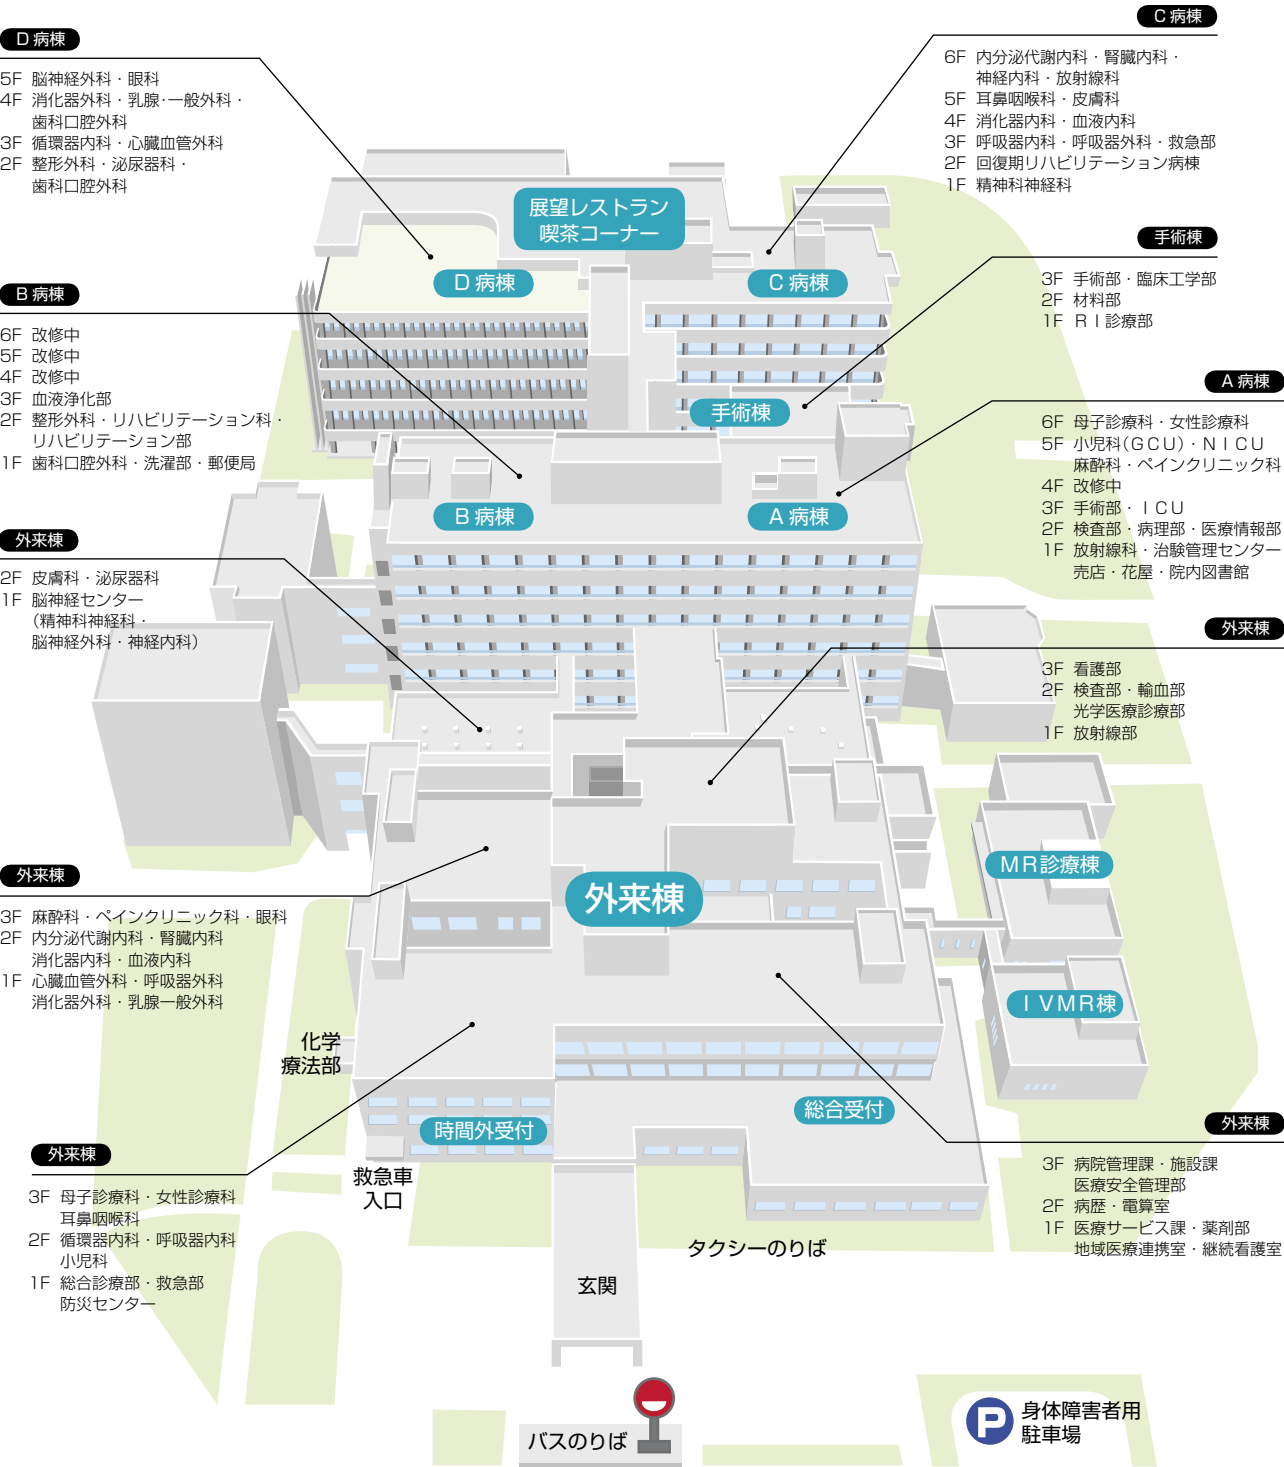 D 病棟
5F 脳神経外科・眼科
4F 消化器外科・乳腺・一般外科・
歯科口腔外科
3F 循環器内科・心臓血管外科
2F 整形外科・泌尿器科・
歯科口腔外科
C 病棟
6F 内分泌代謝内科・腎臓内科・
神経内科・放射線科
5F 耳鼻咽喉科・皮膚科
4F 消化器内科・血液内科
3F 呼吸器内科・呼吸器外科・救急部
2F 回復期リハビリテーション病棟
1F 精神科神経科
展望レストラン
喫茶コーナー
D 病棟
C 病棟
手術棟
3F 手術部・臨床工学部
2F 材料部
1F RI診療部
B 病棟
6F 改修中
5F 改修中
4F 改修中
3F 血液浄化部
2F 整形外科・リハビリテーション科・
リハビリテーション部
1F 歯科口腔外科・洗濯部・郵便局
手術棟
A 病棟
6F 母子診療科・女性診療科
5F 小児科(GCU)・NICU
麻酔科・ペインクリニック科
4F 改修中
3F 手術部・ICU
2F 検査部・病理部・医療情報部
1F 放射線科・治験管理センター
売店・花屋・院内図書館
B 病棟
A 病棟
外来棟
2F 皮膚科・泌尿器科
1F 脳神経センター
(精神科神経科・
脳神経外科・神経内科)
外来棟
3F 看護部
2F 検査部・輸血部
光学医療診療部
1F 放射線部
外来棟
3F 麻酔科・ペインクリニック科・眼科
2F 内分泌代謝内科・腎臓内科
消化器内科・血液内科
1F 心臓血管外科・呼吸器外科
消化器外科・乳腺一般外科
外来棟
MR診療棟
IVMR棟
化学
療法部
時間外受付
総合受付
外来棟
3F 母子診療科・女性診療科
耳鼻咽喉科
2F 循環器内科・呼吸器内科
小児科
1F 総合診療部・救急部
防災センター
救急車
入口
外来棟
3F 病院管理課・施設課
医療安全管理部
2F 病歴・電算室
1F 医療サービス課・薬剤部
地域医療連携室・継続看護室
タクシーのりば
玄関
バスのりば
P 身体障害者用
駐車場